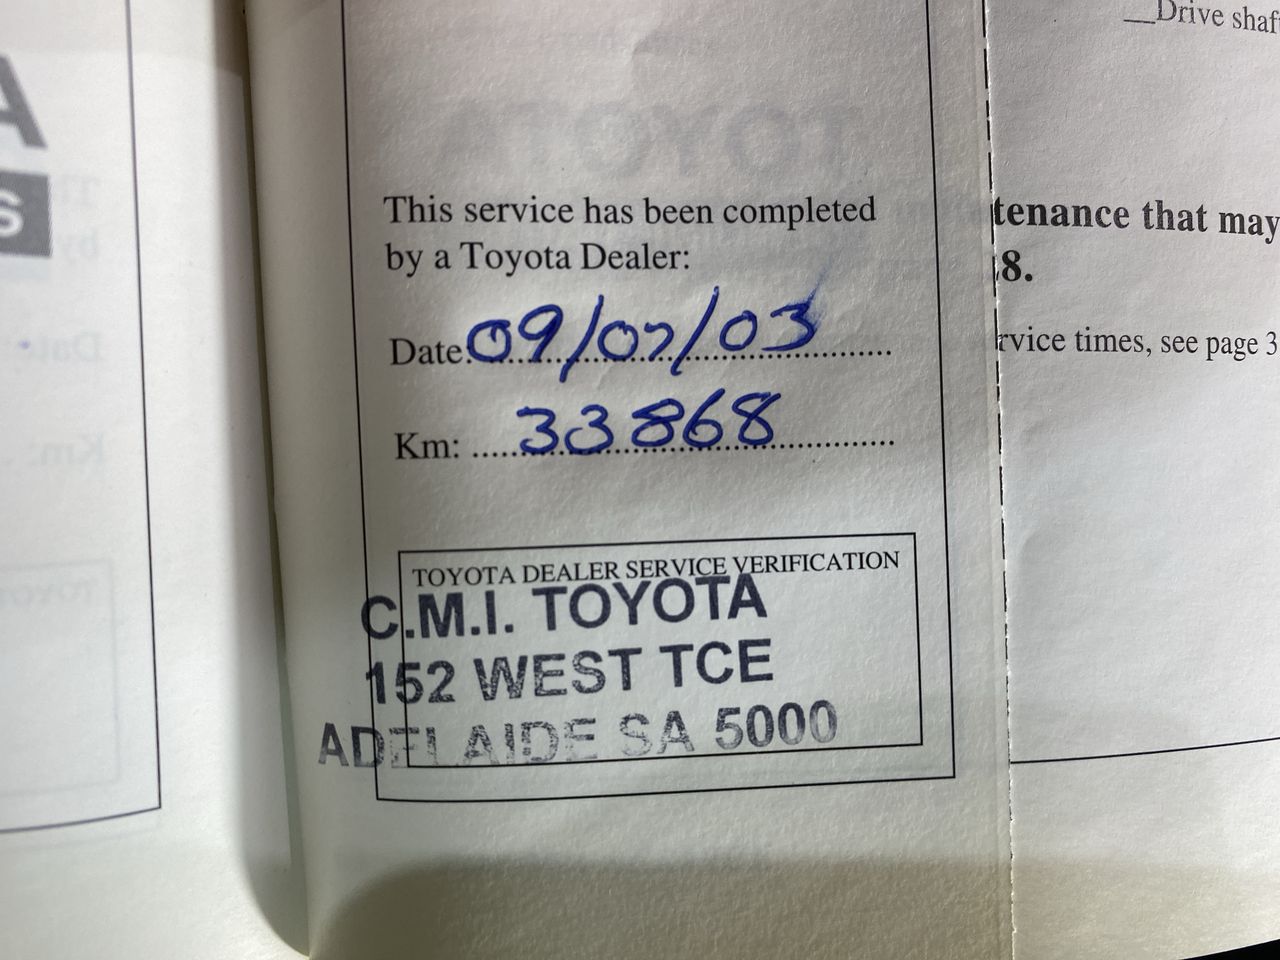 A
S
This service has been completed
by a Toyota Dealer:
Date: 09/07/03
Km: 33868
TOYOTA DEALER SERVICE VERIFICATION
C.M.I. TOYOTA
152 WEST TCE
ADELAIDE SA 5000
__Drive shaf
tenance that may
8.
rvice times, see page 3